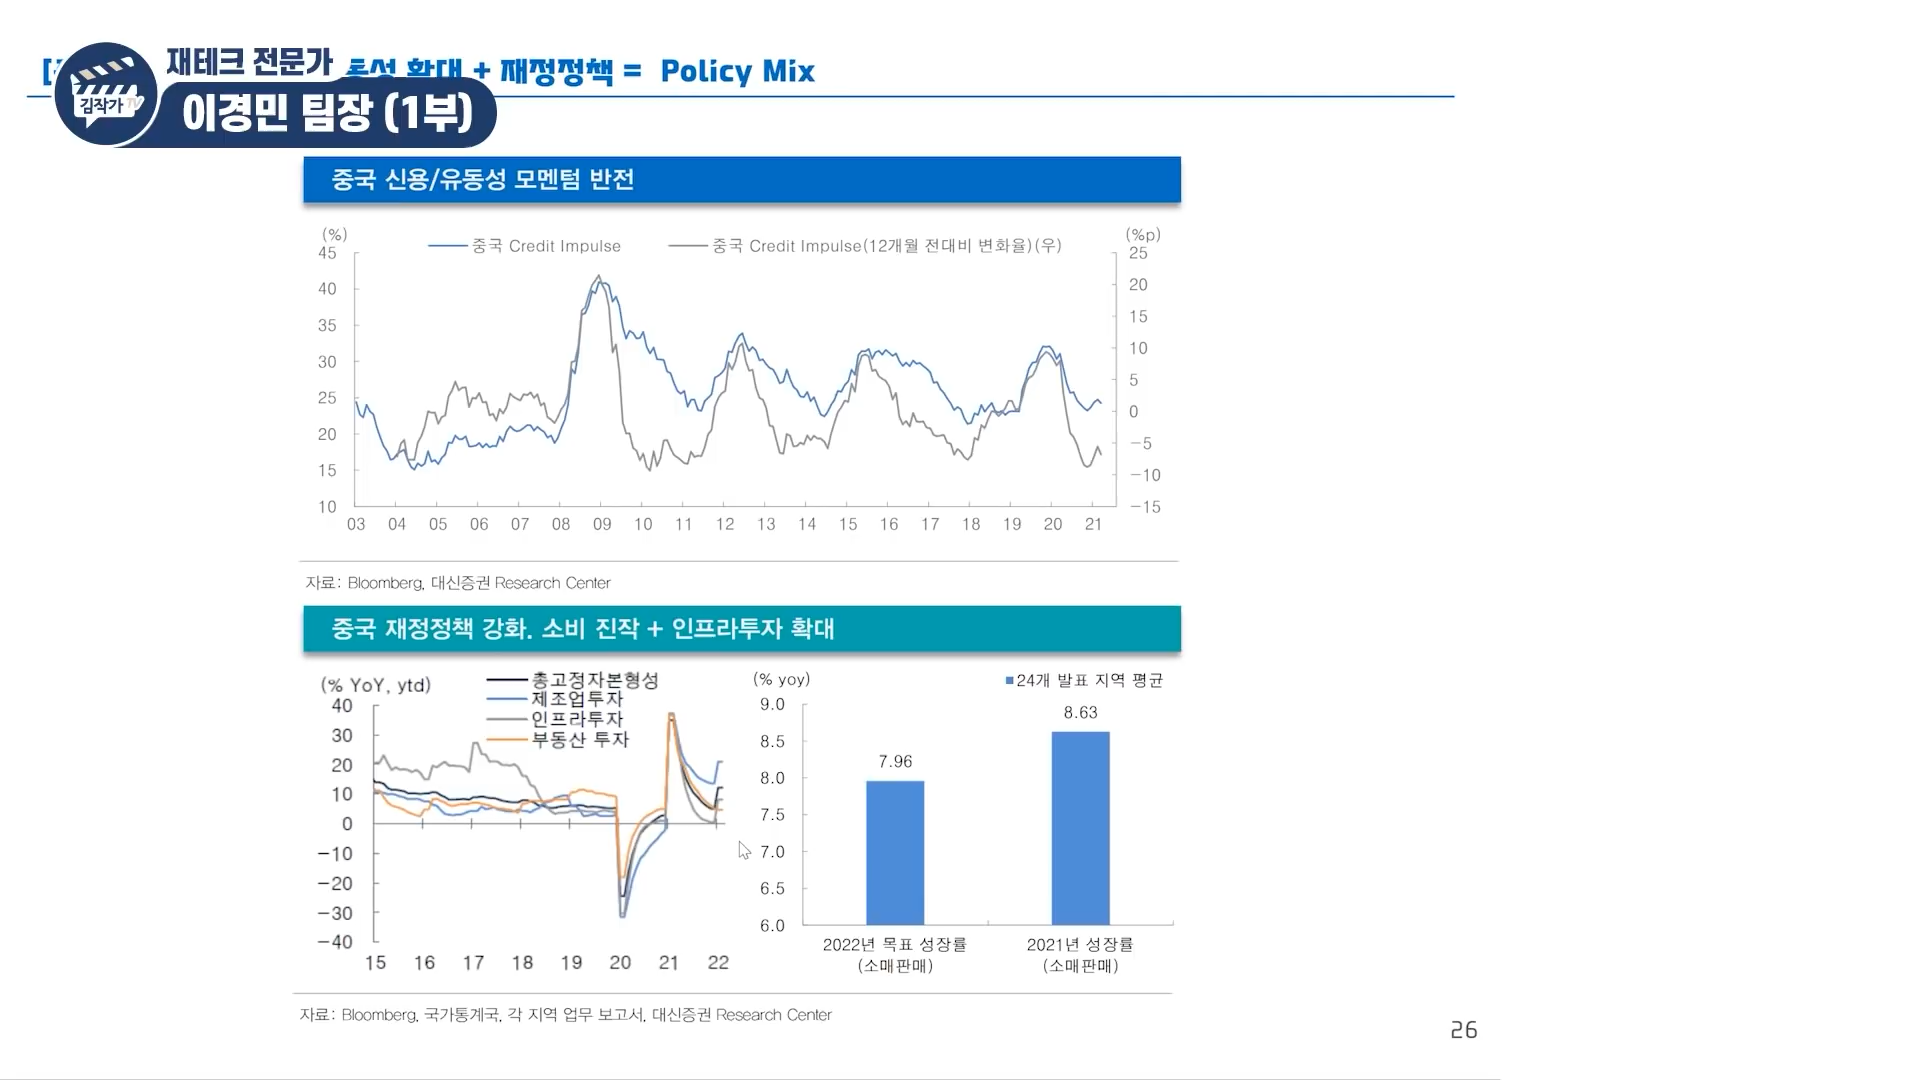 재테크 전문가
이경민 팀장 (1부)
김작가 TV
통성 확대 + 재정정책 = Policy Mix
중국 신용/유동성 모멘텀 반전
(%)
(%p)
중국 Credit Impulse
중국 Credit Impulse(12개월 전대비 변화율)(우)
45
40
35
30
25
20
15
10
25
20
15
10
5
0
−5
−10
−15
03 04 05 06 07 08 09 10 11 12 13 14 15 16 17 18 19 20 21
자료: Bloomberg, 대신증권 Research Center
중국 재정정책 강화. 소비 진작 + 인프라투자 확대
(% YoY, ytd)
총고정자본형성
제조업투자
인프라투자
부동산 투자
40
30
20
10
0
−10
−20
−30
−40
15 16 17 18 19 20 21 22
(% yoy)
24개 발표 지역 평균
9.0
8.5
8.0
7.5
7.0
6.5
6.0
7.96
8.63
2022년 목표 성장률
(소매판매)
2021년 성장률
(소매판매)
자료: Bloomberg, 국가통계국, 각 지역 업무 보고서, 대신증권 Research Center
26